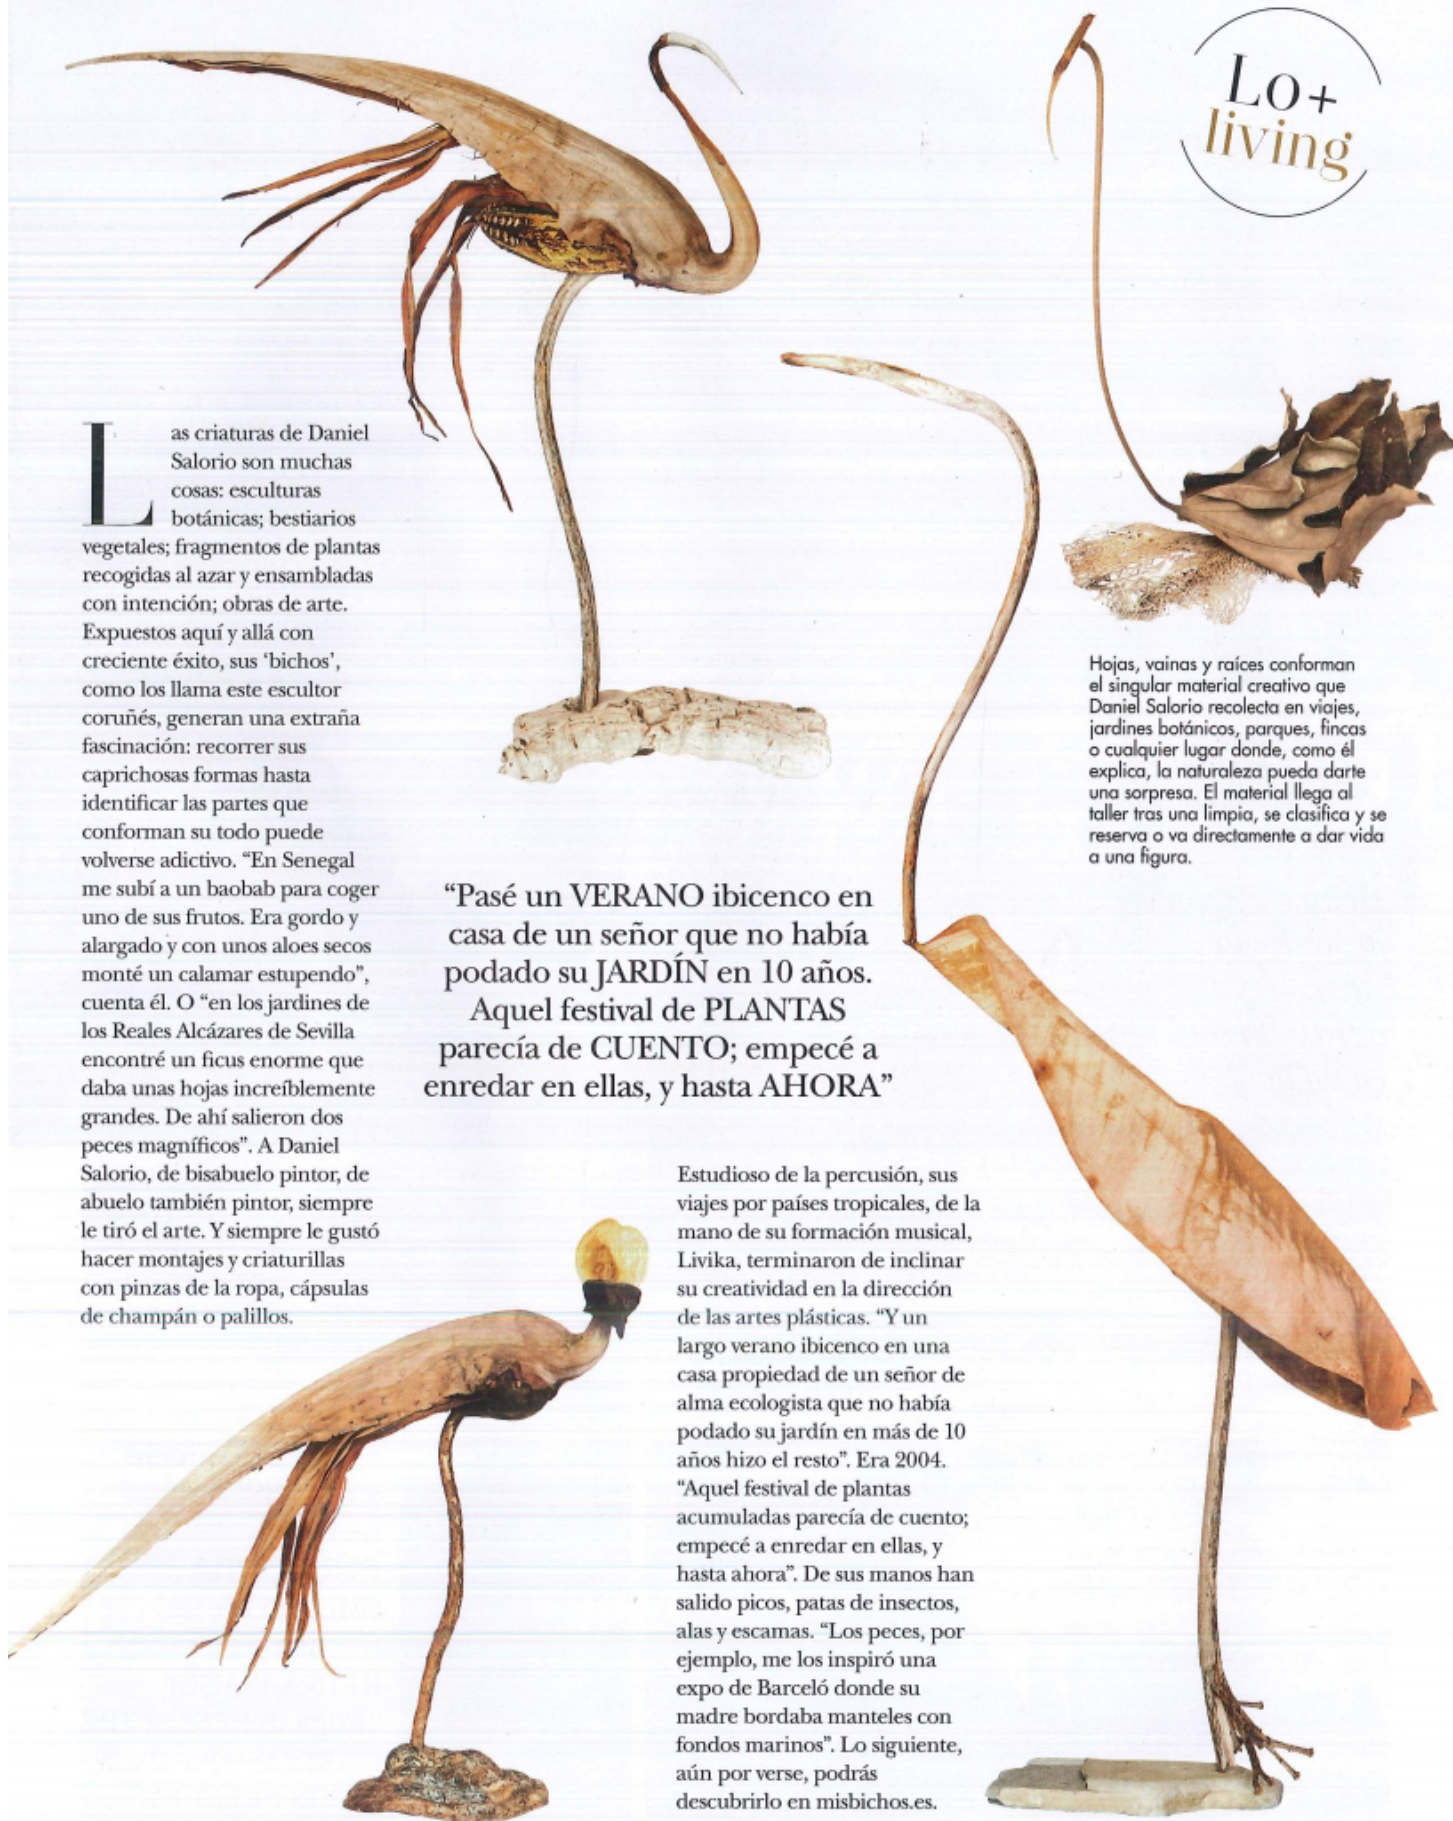 Lo+
living
Las criaturas de Daniel
Salorio son muchas
cosas: esculturas
botánicas; bestiarios
vegetales; fragmentos de plantas
recogidas al azar y ensambladas
con intención; obras de arte.
Expuestos aquí y allá con
creciente éxito, sus ‘bichos’,
como los llama este escultor
coruñés, generan una extraña
fascinación: recorrer sus
caprichosas formas hasta
identificar las partes que
conforman su todo puede
volverse adictivo. “En Senegal
me subí a un baobab para coger
uno de sus frutos. Era gordo y
alargado y con unos aloes secos
monté un calamar estupendo”,
cuenta él. O “en los jardines de
los Reales Alcázares de Sevilla
encontré un ficus enorme que
daba unas hojas increíblemente
grandes. De ahí salieron dos
peces magníficos”. A Daniel
Salorio, de bisabuelo pintor, de
abuelo también pintor, siempre
le tiró el arte. Y siempre le gustó
hacer montajes y criaturillas
con pinzas de la ropa, cápsulas
de champán o palillos.
“Pasé un VERANO ibicenco en
casa de un señor que no había
podado su JARDÍN en 10 años.
Aquel festival de PLANTAS
parecía de CUENTO; empecé a
enredar en ellas, y hasta AHORA”
Estudioso de la percusión, sus
viajes por países tropicales, de la
mano de su formación musical,
Livika, terminaron de inclinar
su creatividad en la dirección
de las artes plásticas. “Y un
largo verano ibicenco en una
casa propiedad de un señor de
alma ecologista que no había
podado su jardín en más de 10
años hizo el resto”. Era 2004.
“Aquel festival de plantas
acumuladas parecía de cuento;
empecé a enredar en ellas, y
hasta ahora”. De sus manos han
salido picos, patas de insectos,
alas y escamas. “Los peces, por
ejemplo, me los inspiró una
expo de Barceló donde su
madre bordaba manteles con
fondos marinos”. Lo siguiente,
aún por verse, podrás
descubrirlo en misbichos.es.
Hojas, vainas y raíces conforman
el singular material creativo que
Daniel Salorio recolecta en viajes,
jardines botánicos, parques, fincas
o cualquier lugar donde, como él
explica, la naturaleza pueda darte
una sorpresa. El material llega al
taller tras una limpia, se clasifica y se
reserva o va directamente a dar vida
a una figura.